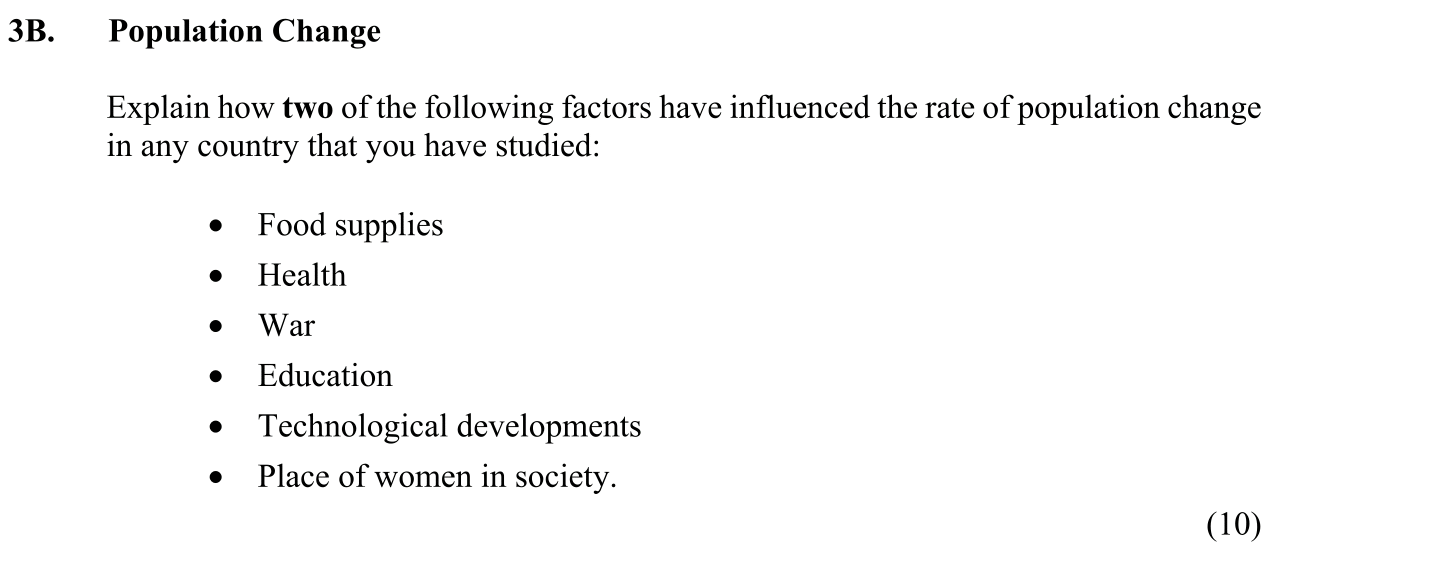 3B. Population Change
Explain how two of the following factors have influenced the rate of population change
in any country that you have studied:
• Food supplies
• Health
• War
• Education
• Technological developments
• Place of women in society.
(10)